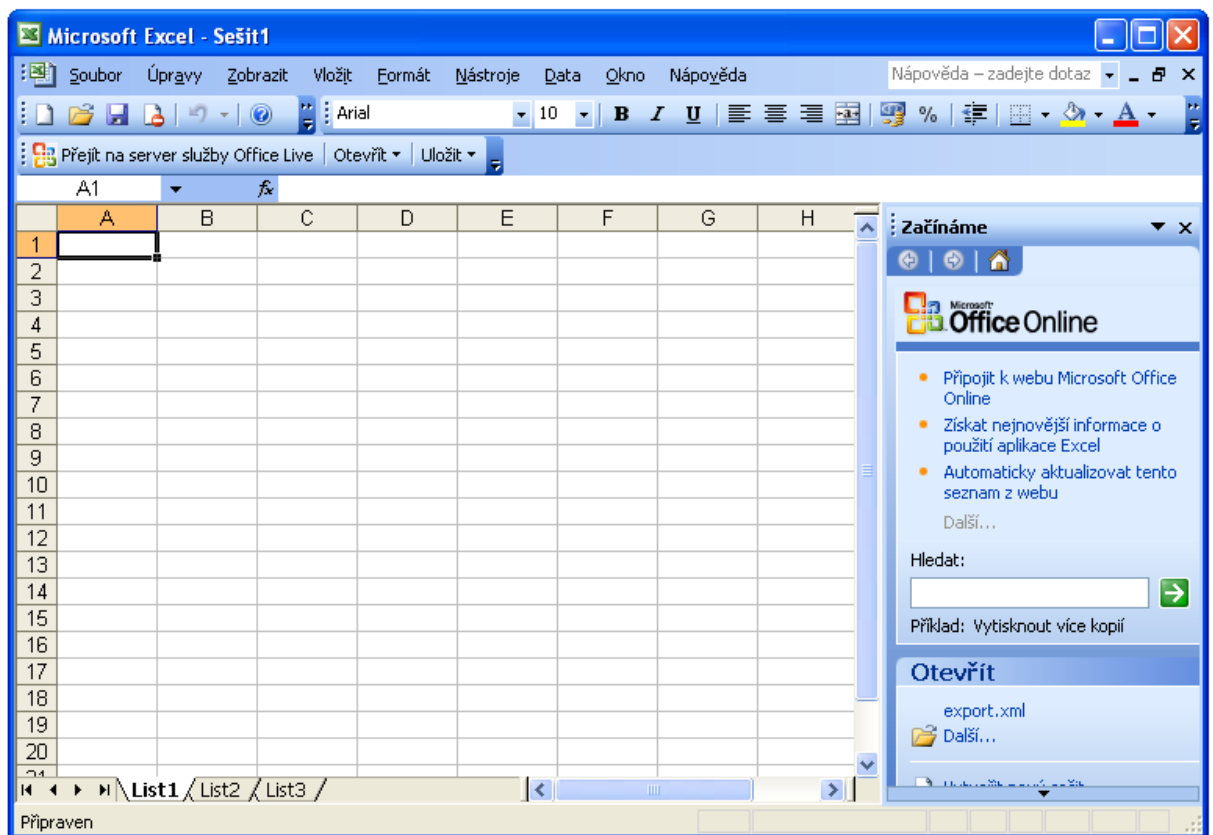 Microsoft Excel - Sešit1
Soubor Úpravy Zobrazit Vložit Formát Nástroje Data Okno Nápověda Nápověda – zadejte dotaz
Arial 10 B I U %  A
Přejít na server služby Office Live Otevřít Uložit
A1 fx
A B C D E F G H
1
2
3
4
5
6
7
8
9
10
11
12
13
14
15
16
17
18
19
20
21
List1 List2 List3
Připraven
Začínáme
Microsoft
Office Online
Připojit k webu Microsoft Office
Online
Získat nejnovější informace o
použití aplikace Excel
Automaticky aktualizovat tento
seznam z webu
Další...
Hledat:
Příklad: Vytisknout více kopií
Otevřít
export.xml
Další...
Vytvořit nový sešit